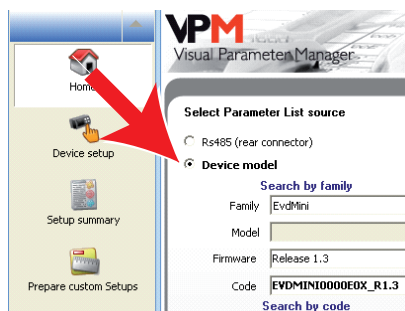 VPM
Visual Parameter Manager
Home
Device setup
Setup summary
Prepare custom Setups
Select Parameter List source
Rs485 (rear connector)
Device model
Search by family
Family EvdMini
Model
Firmware Release 1.3
Code EVDMINI0000E0X_R1.3
Search by code